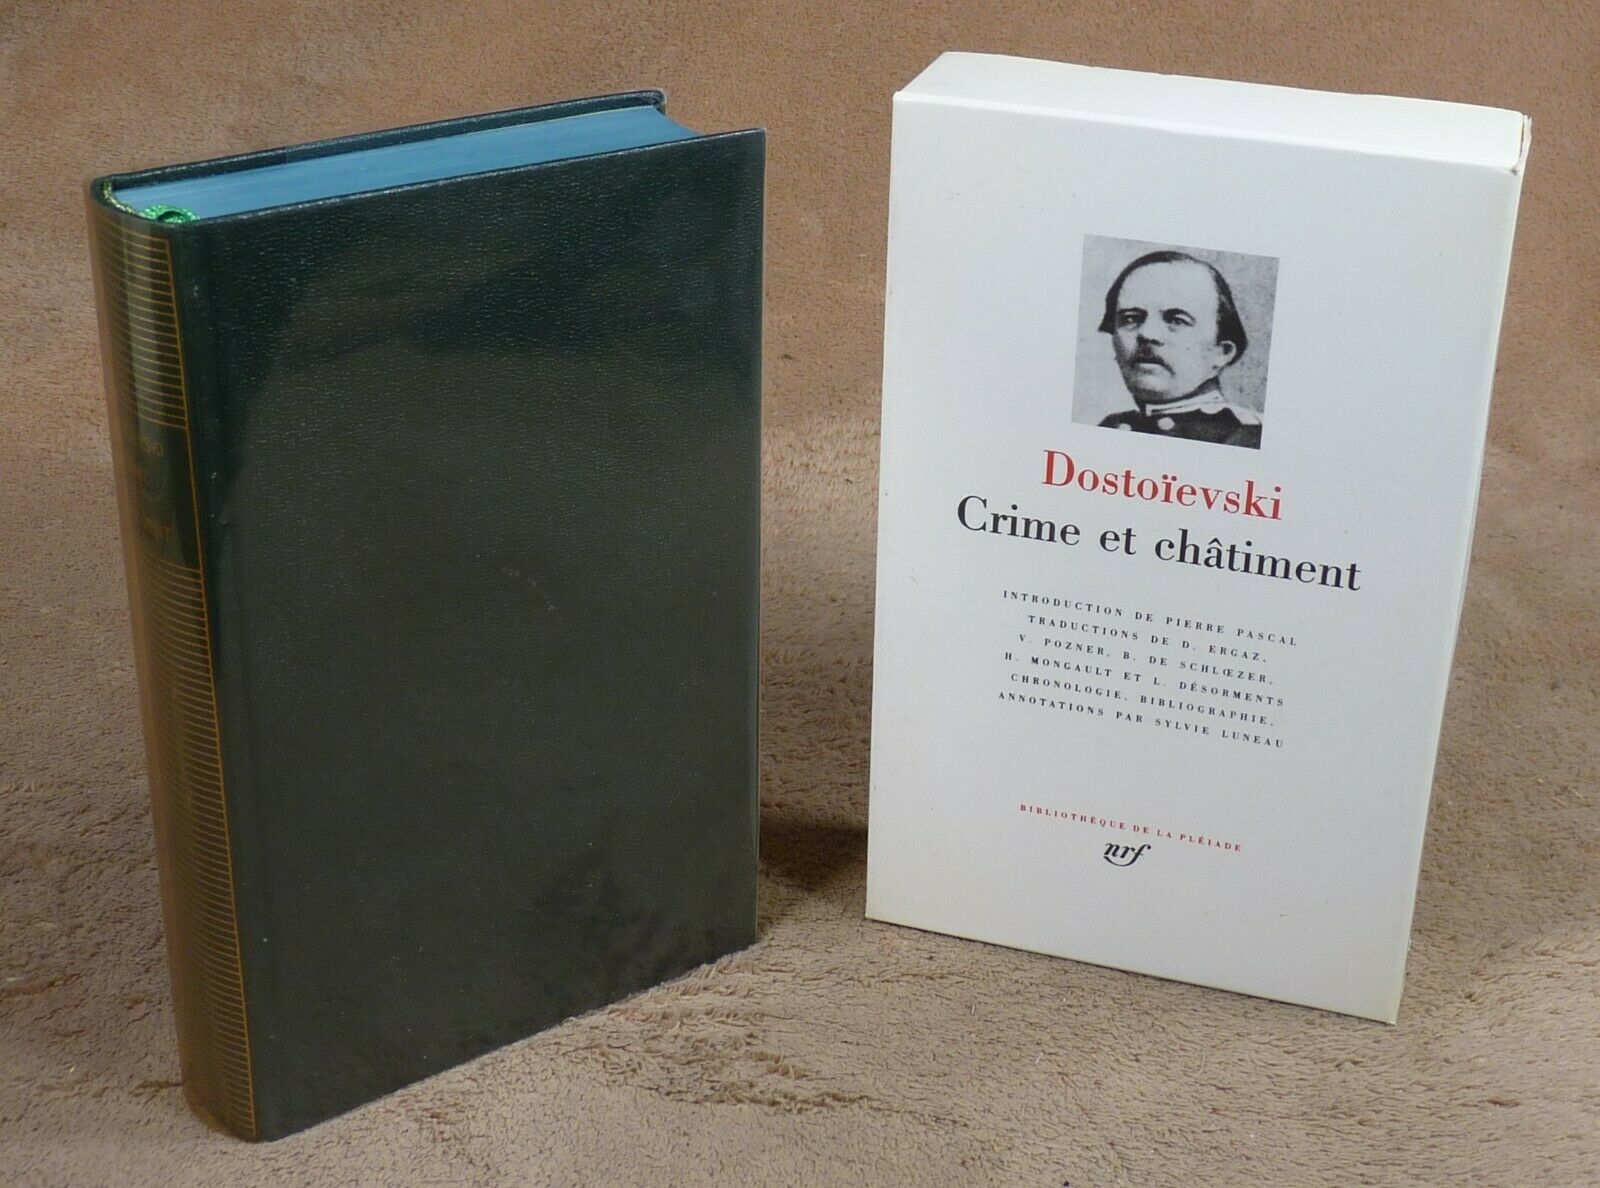 Dostoïevski
Crime et châtiment
INTRODUCTION DE PIERRE PASCAL
TRADUCTIONS DE D. ERGAZ,
V. POZNER, B. DE SCHLŒZER,
H. MONGAULT ET L. DÉSORMENTS
CHRONOLOGIE, BIBLIOGRAPHIE,
ANNOTATIONS PAR SYLVIE LUNEAU
BIBLIOTHÈQUE DE LA PLÉIADE
nrf